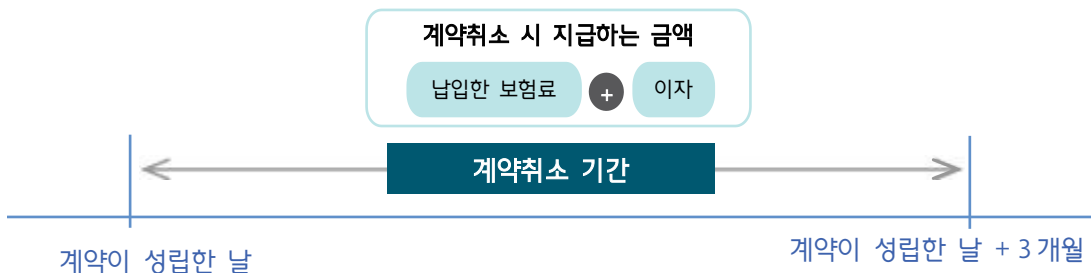 계약취소 시 지급하는 금액
납입한 보험료 + 이자
계약취소 기간
계약이 성립한 날
계약이 성립한 날 + 3개월